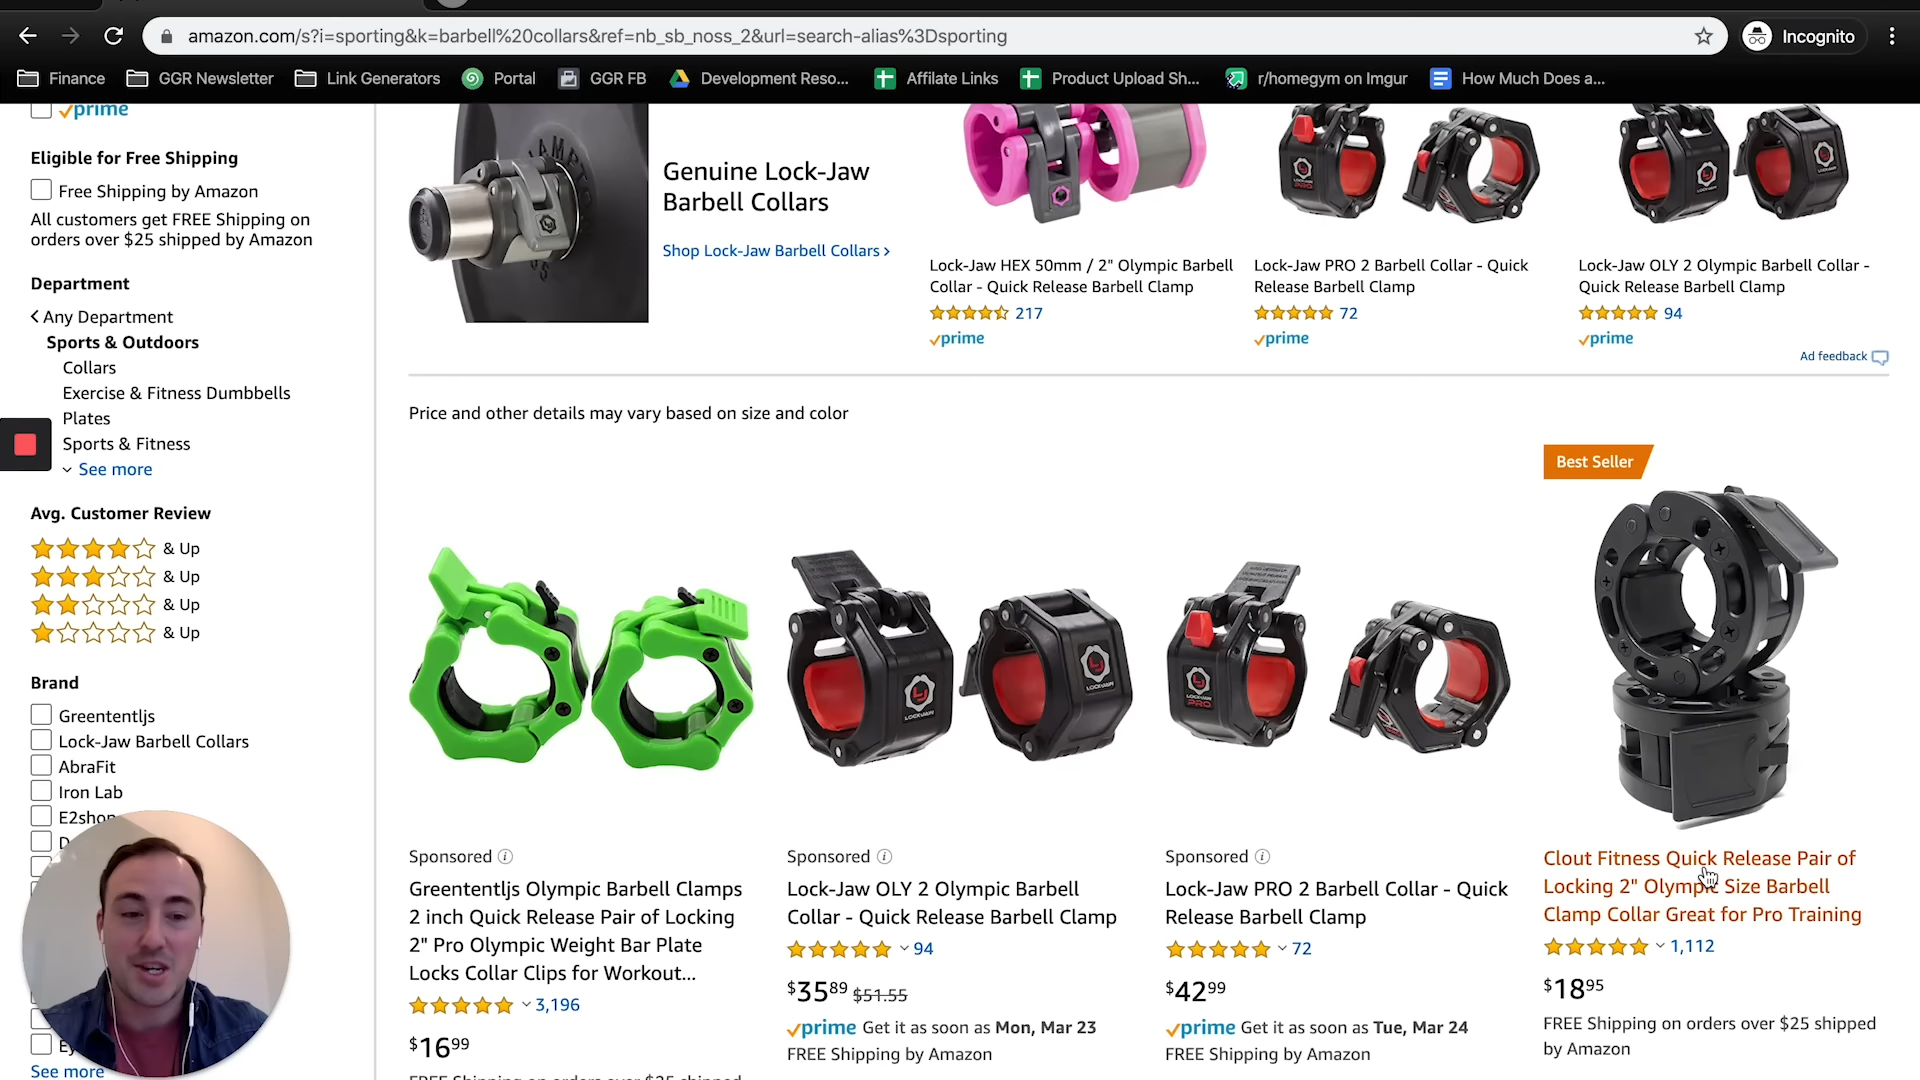 amazon.com/s?i=sporting&k=barbell%20collars&ref=nb_sb_noss_2&url=search-alias%3Dsporting
Incognito
Finance
GGR Newsletter
Link Generators
Portal
GGR FB
Development Reso...
Affilate Links
Product Upload Sh...
r/homegym on Imgur
How Much Does a...
prime
Eligible for Free Shipping
Free Shipping by Amazon
All customers get FREE Shipping on
orders over $25 shipped by Amazon
Department
Any Department
Sports & Outdoors
Collars
Exercise & Fitness Dumbbells
Plates
Sports & Fitness
See more
Avg. Customer Review
& Up
& Up
& Up
& Up
Brand
Greententljs
Lock-Jaw Barbell Collars
AbraFit
Iron Lab
E2shop
See more
Genuine Lock-Jaw
Barbell Collars
Shop Lock-Jaw Barbell Collars
Lock-Jaw HEX 50mm / 2" Olympic Barbell
Collar - Quick Release Barbell Clamp
217
prime
Lock-Jaw PRO 2 Barbell Collar - Quick
Release Barbell Clamp
72
prime
Lock-Jaw OLY 2 Olympic Barbell Collar -
Quick Release Barbell Clamp
94
prime
Ad feedback
Price and other details may vary based on size and color
Sponsored
Greententljs Olympic Barbell Clamps
2 inch Quick Release Pair of Locking
2" Pro Olympic Weight Bar Plate
Locks Collar Clips for Workout...
3,196
$16 99
FREE Shipping on orders over $25 shipped
LOCKJAW
LOCKJAW
Sponsored
Lock-Jaw OLY 2 Olympic Barbell
Collar - Quick Release Barbell Clamp
94
$35 89 $51.55
prime Get it as soon as Mon, Mar 23
FREE Shipping by Amazon
LOCKJAW
PRO
Sponsored
Lock-Jaw PRO 2 Barbell Collar - Quick
Release Barbell Clamp
72
$42 99
prime Get it as soon as Tue, Mar 24
FREE Shipping by Amazon
Best Seller
Clout Fitness Quick Release Pair of
Locking 2" Olympic Size Barbell
Clamp Collar Great for Pro Training
1,112
$18 95
FREE Shipping on orders over $25 shipped
by Amazon